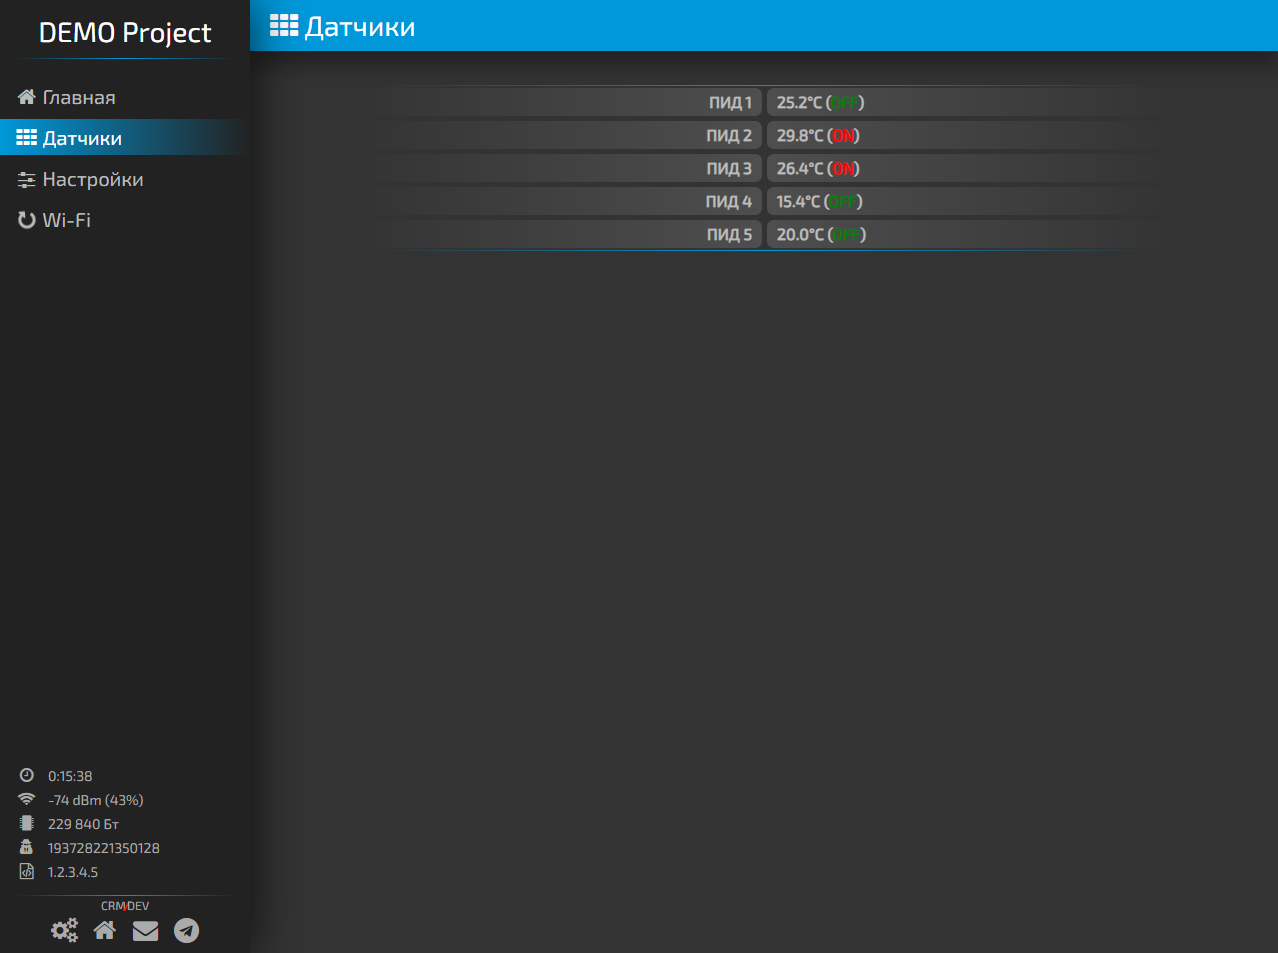 DEMO Project
Датчики
Главная
Датчики
Настройки
Wi-Fi
ПИД 1 25.2°C (OFF)
ПИД 2 29.8°C (ON)
ПИД 3 26.4°C (ON)
ПИД 4 15.4°C (OFF)
ПИД 5 20.0°C (OFF)
0:15:38
-74 dBm (43%)
229 840 Бт
193728221350128
1.2.3.4.5
CRM/DEV